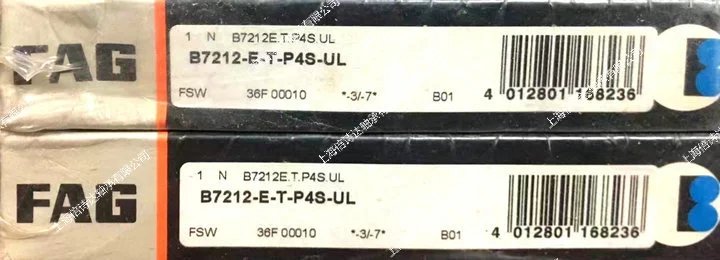 FAG
1 N B7212E.T.P4S.UL
B7212-E-T-P4S-UL
FSW 36F 00010 *-3/-7* B01
4 012801 168236
FAG
1 N B7212E.T.P4S.UL
B7212-E-T-P4S-UL
FSW 36F 00010 *-3/-7* B01
4 012801 168236